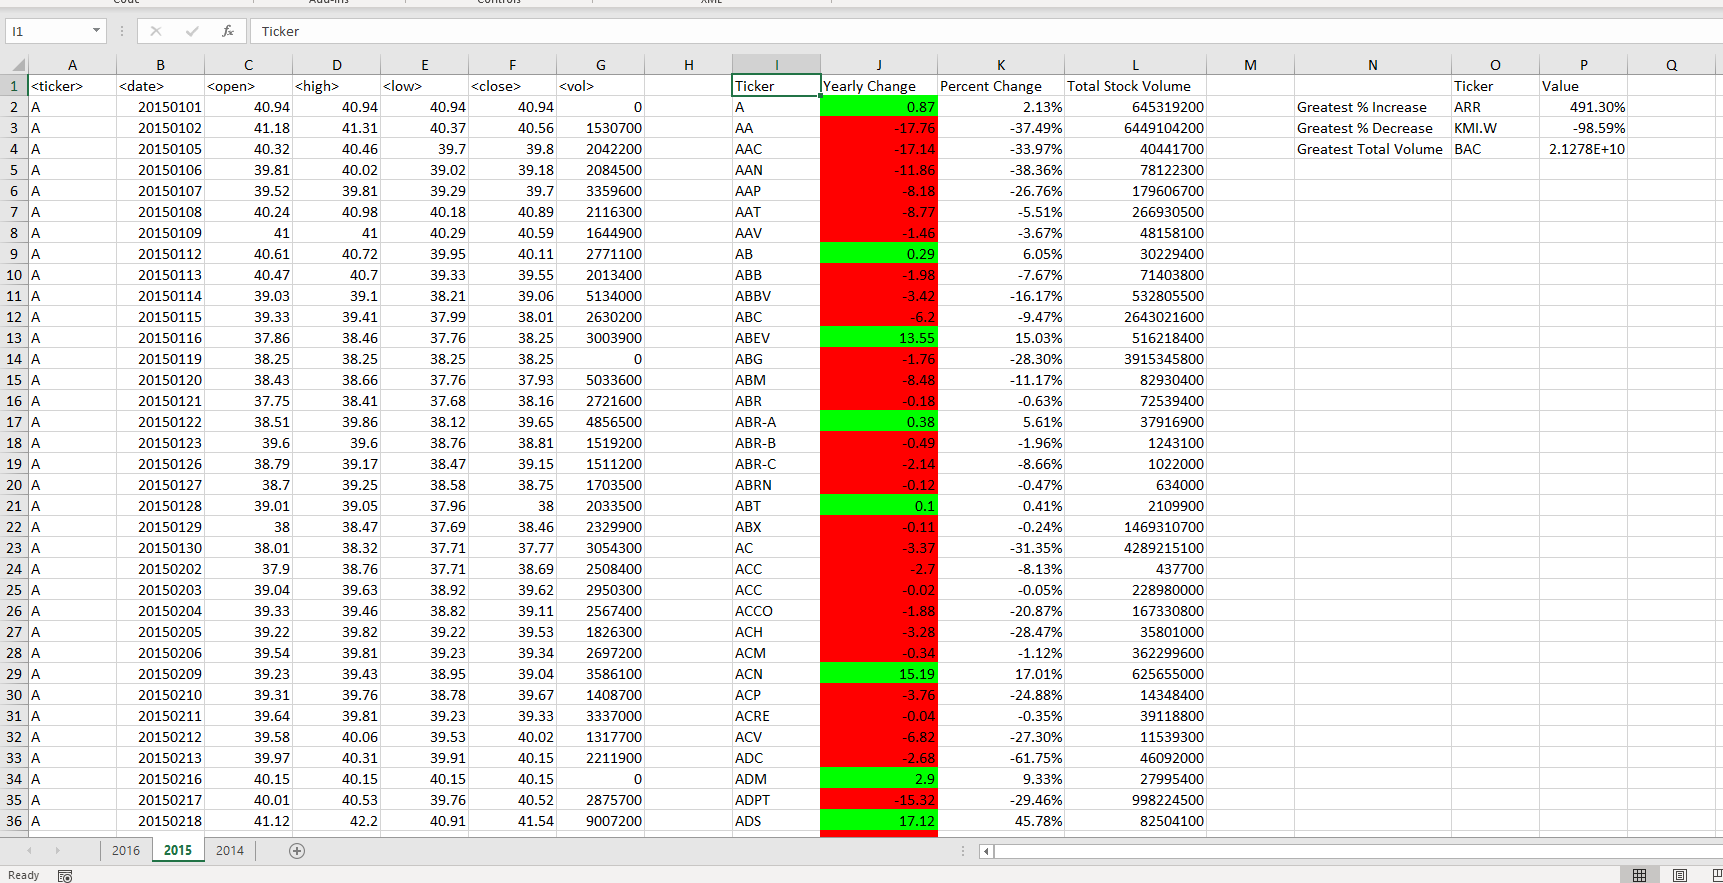 Code Add-ins Controls XML
I1 fx Ticker
A B C D E F G H I J K L M N O P Q
1 <ticker> <date> <open> <high> <low> <close> <vol> Ticker Yearly Change Percent Change Total Stock Volume Ticker Value
2 A 20150101 40.94 40.94 40.94 40.94 0 A 0.87 2.13% 645319200 Greatest % Increase ARR 491.30%
3 A 20150102 41.18 41.31 40.37 40.56 1530700 AA -17.76 -37.49% 6449104200 Greatest % Decrease KMI.W -98.59%
4 A 20150105 40.32 40.46 39.7 39.8 2042200 AAC -17.14 -33.97% 40441700 Greatest Total Volume BAC 2.1278E+10
5 A 20150106 39.81 40.02 39.02 39.18 2084500 AAN -11.86 -38.36% 78122300
6 A 20150107 39.52 39.81 39.29 39.7 3359600 AAP -8.18 -26.76% 179606700
7 A 20150108 40.24 40.98 40.18 40.89 2116300 AAT -8.77 -5.51% 266930500
8 A 20150109 41 41 40.29 40.59 1644900 AAV -1.46 -3.67% 48158100
9 A 20150112 40.61 40.72 39.95 40.11 2771100 AB 0.29 6.05% 30229400
10 A 20150113 40.47 40.7 39.33 39.55 2013400 ABB -1.98 -7.67% 71403800
11 A 20150114 39.03 39.1 38.21 39.06 5134000 ABBV -3.42 -16.17% 532805500
12 A 20150115 39.33 39.41 37.99 38.01 2630200 ABC -6.2 -9.47% 2643021600
13 A 20150116 37.86 38.46 37.76 38.25 3003900 ABEV 13.55 15.03% 516218400
14 A 20150119 38.25 38.25 38.25 38.25 0 ABG -1.76 -28.30% 3915345800
15 A 20150120 38.43 38.66 37.76 37.93 5033600 ABM -8.48 -11.17% 82930400
16 A 20150121 37.75 38.41 37.68 38.16 2721600 ABR -0.18 -0.63% 72539400
17 A 20150122 38.51 39.86 38.12 39.65 4856500 ABR-A 0.38 5.61% 37916900
18 A 20150123 39.6 39.6 38.76 38.81 1519200 ABR-B -0.49 -1.96% 1243100
19 A 20150126 38.79 39.17 38.47 39.15 1511200 ABR-C -2.14 -8.66% 1022000
20 A 20150127 38.7 39.25 38.58 38.75 1703500 ABRN -0.12 -0.47% 634000
21 A 20150128 39.01 39.05 37.96 38 2033500 ABT 0.1 0.41% 2109900
22 A 20150129 38 38.47 37.69 38.46 2329900 ABX -0.11 -0.24% 1469310700
23 A 20150130 38.01 38.32 37.71 37.77 3054300 AC -3.37 -31.35% 4289215100
24 A 20150202 37.9 38.76 37.71 38.69 2508400 ACC -2.7 -8.13% 437700
25 A 20150203 39.04 39.63 38.92 39.62 2950300 ACC -0.02 -0.05% 228980000
26 A 20150204 39.33 39.46 38.82 39.11 2567400 ACCO -1.88 -20.87% 167330800
27 A 20150205 39.22 39.82 39.22 39.53 1826300 ACH -3.28 -28.47% 35801000
28 A 20150206 39.54 39.81 39.23 39.34 2697200 ACM -0.34 -1.12% 362299600
29 A 20150209 39.23 39.43 38.95 39.04 3586100 ACN 15.19 17.01% 625655000
30 A 20150210 39.31 39.76 38.78 39.67 1408700 ACP -3.76 -24.88% 14348400
31 A 20150211 39.64 39.81 39.23 39.33 3337000 ACRE -0.04 -0.35% 39118800
32 A 20150212 39.58 40.06 39.53 40.02 1317700 ACV -6.82 -27.30% 11539300
33 A 20150213 39.97 40.31 39.91 40.15 2211900 ADC -2.68 -61.75% 46092000
34 A 20150216 40.15 40.15 40.15 40.15 0 ADM 2.9 9.33% 27995400
35 A 20150217 40.01 40.53 39.76 40.52 2875700 ADPT -15.32 -29.46% 998224500
36 A 20150218 41.12 42.2 40.91 41.54 9007200 ADS 17.12 45.78% 82504100
2016 2015 2014
Ready